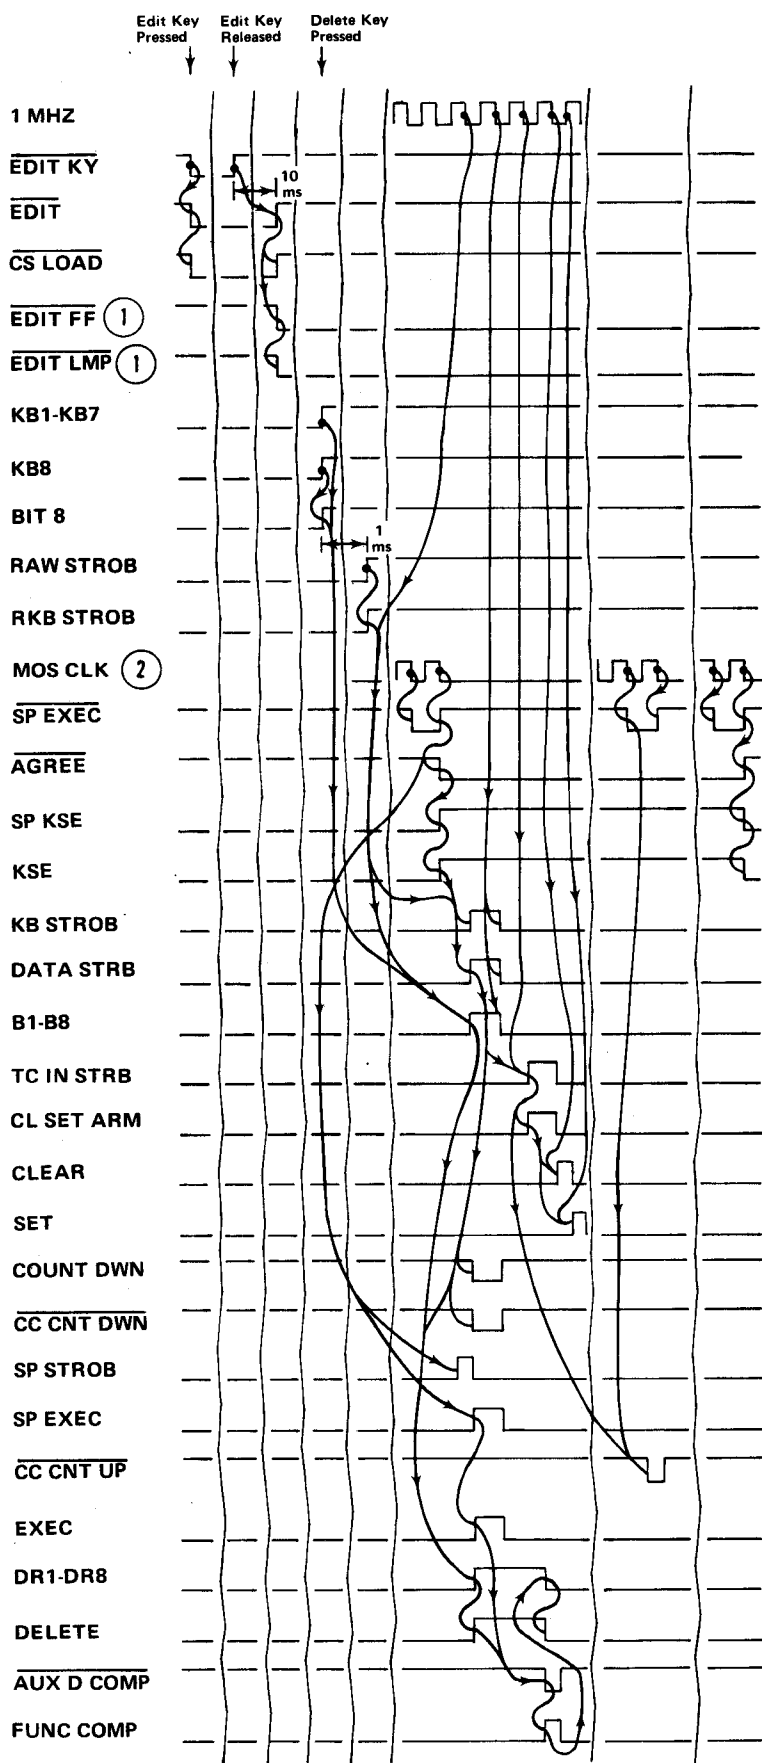 Edit Key
Pressed
Edit Key
Released
Delete Key
Pressed
1 MHZ
EDIT KY
10
ms
EDIT
CS LOAD
EDIT FF 1
EDIT LMP 1
KB1-KB7
KB8
BIT 8
1
ms
RAW STROB
RKB STROB
MOS CLK 2
SP EXEC
AGREE
SP KSE
KSE
KB STROB
DATA STRB
B1-B8
TC IN STRB
CL SET ARM
CLEAR
SET
COUNT DWN
CC CNT DWN
SP STROB
SP EXEC
CC CNT UP
EXEC
DR1-DR8
DELETE
AUX D COMP
FUNC COMP